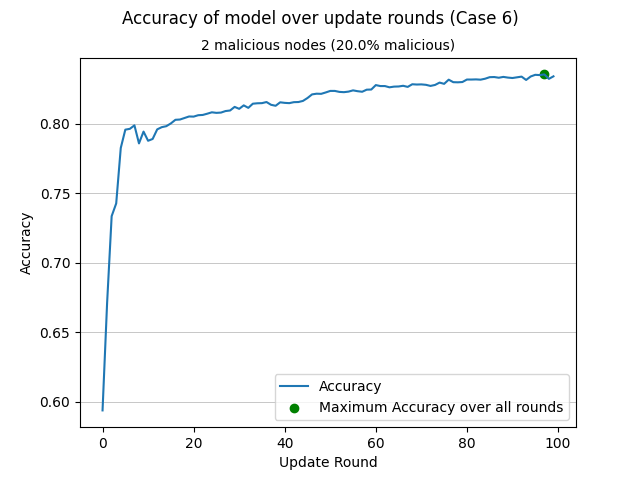 Accuracy of model over update rounds (Case 6)
2 malicious nodes (20.0% malicious)
Accuracy
0.80
0.75
0.70
0.65
0.60
Accuracy
Maximum Accuracy over all rounds
0 20 40 60 80 100
Update Round